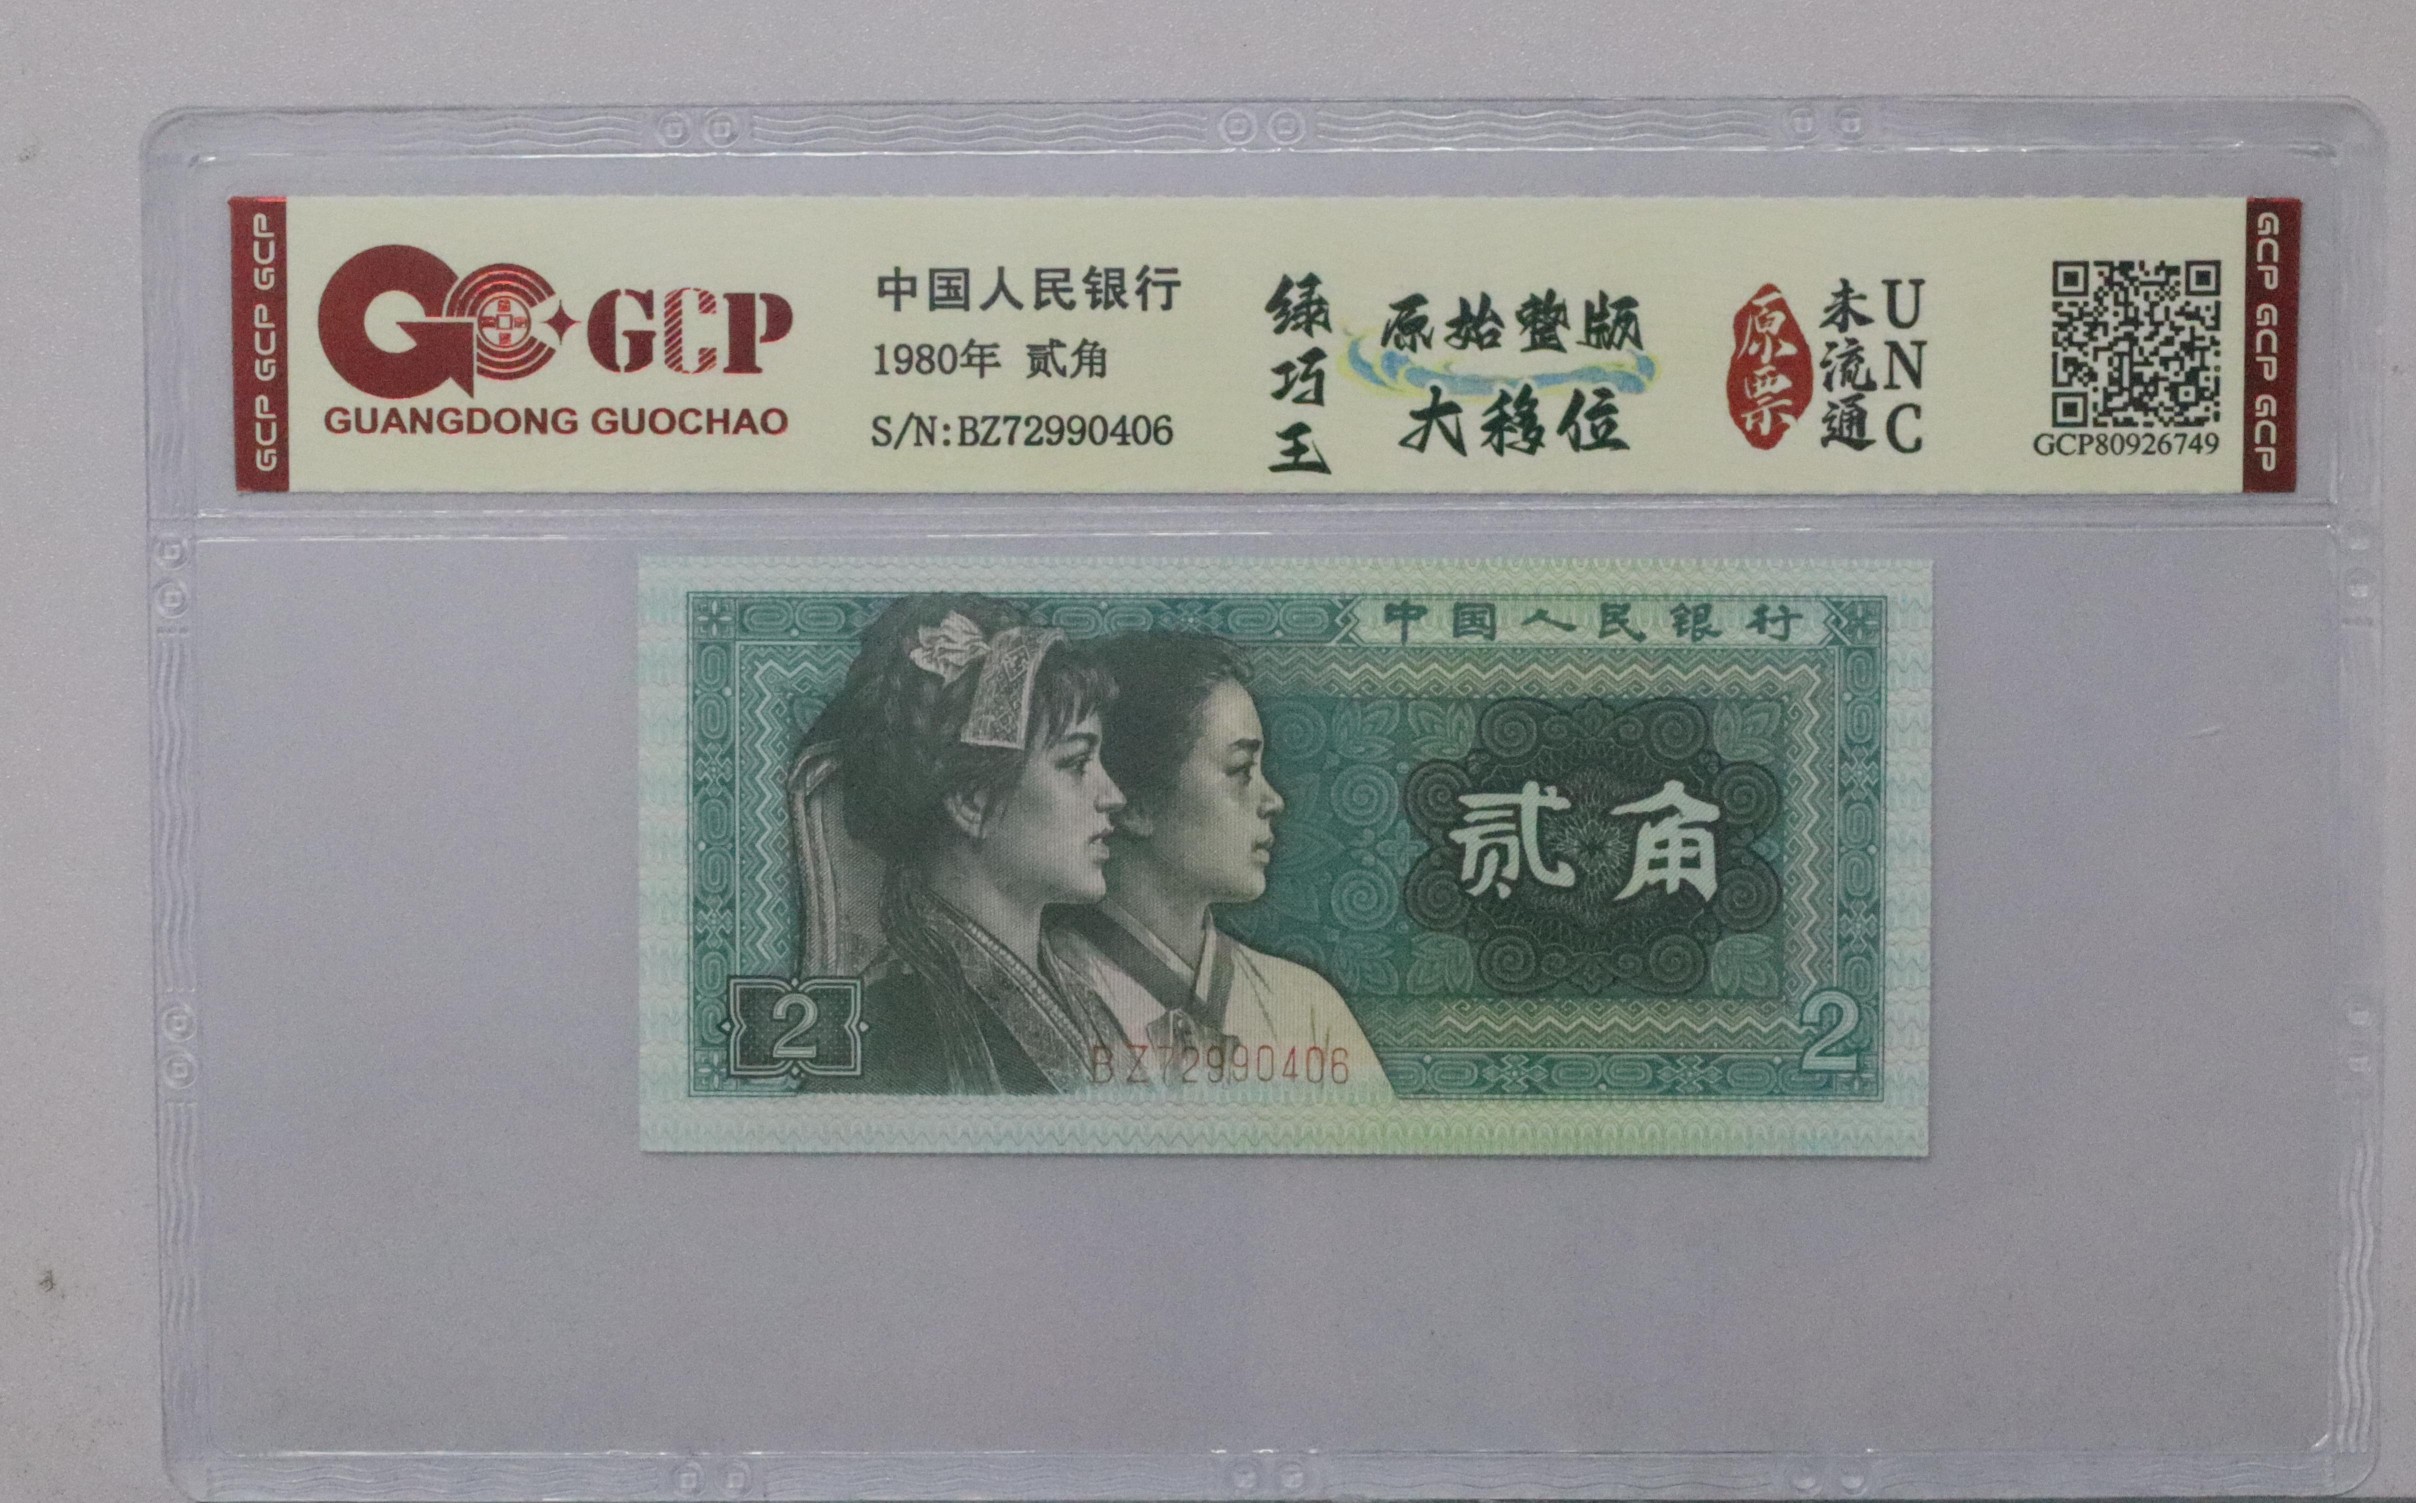 GCP GCP GCP
GCP
GUANGDONG GUOCHAO
中国人民银行
1980年 贰角
S/N:BZ72990406
绿巧王
原始整版
大移位
原票
未流通
UNC
GCP80926749
GCP GCP GCP
中国人民银行
贰角
2
BZ72990406
2